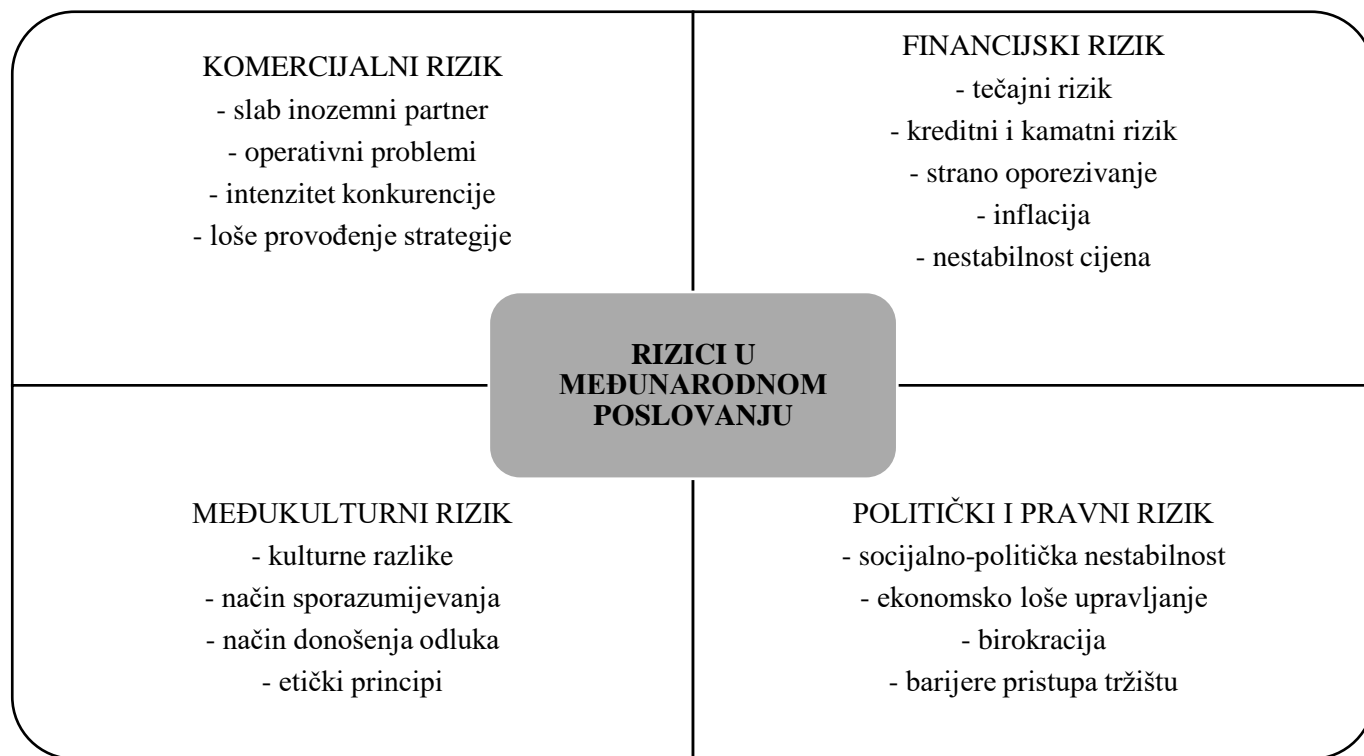 KOMERCIJALNI RIZIK
- slab inozemni partner
- operativni problemi
- intenzitet konkurencije
- loše provođenje strategije
FINANCIJSKI RIZIK
- tečajni rizik
- kreditni i kamatni rizik
- strano oporezivanje
- inflacija
- nestabilnost cijena
RIZICI U
MEĐUNARODNOM
POSLOVANJU
MEĐUKULTURNI RIZIK
- kulturne razlike
- način sporazumijevanja
- način donošenja odluka
- etički principi
POLITIČKI I PRAVNI RIZIK
- socijalno-politička nestabilnost
- ekonomsko loše upravljanje
- birokracija
- barijere pristupa tržištu